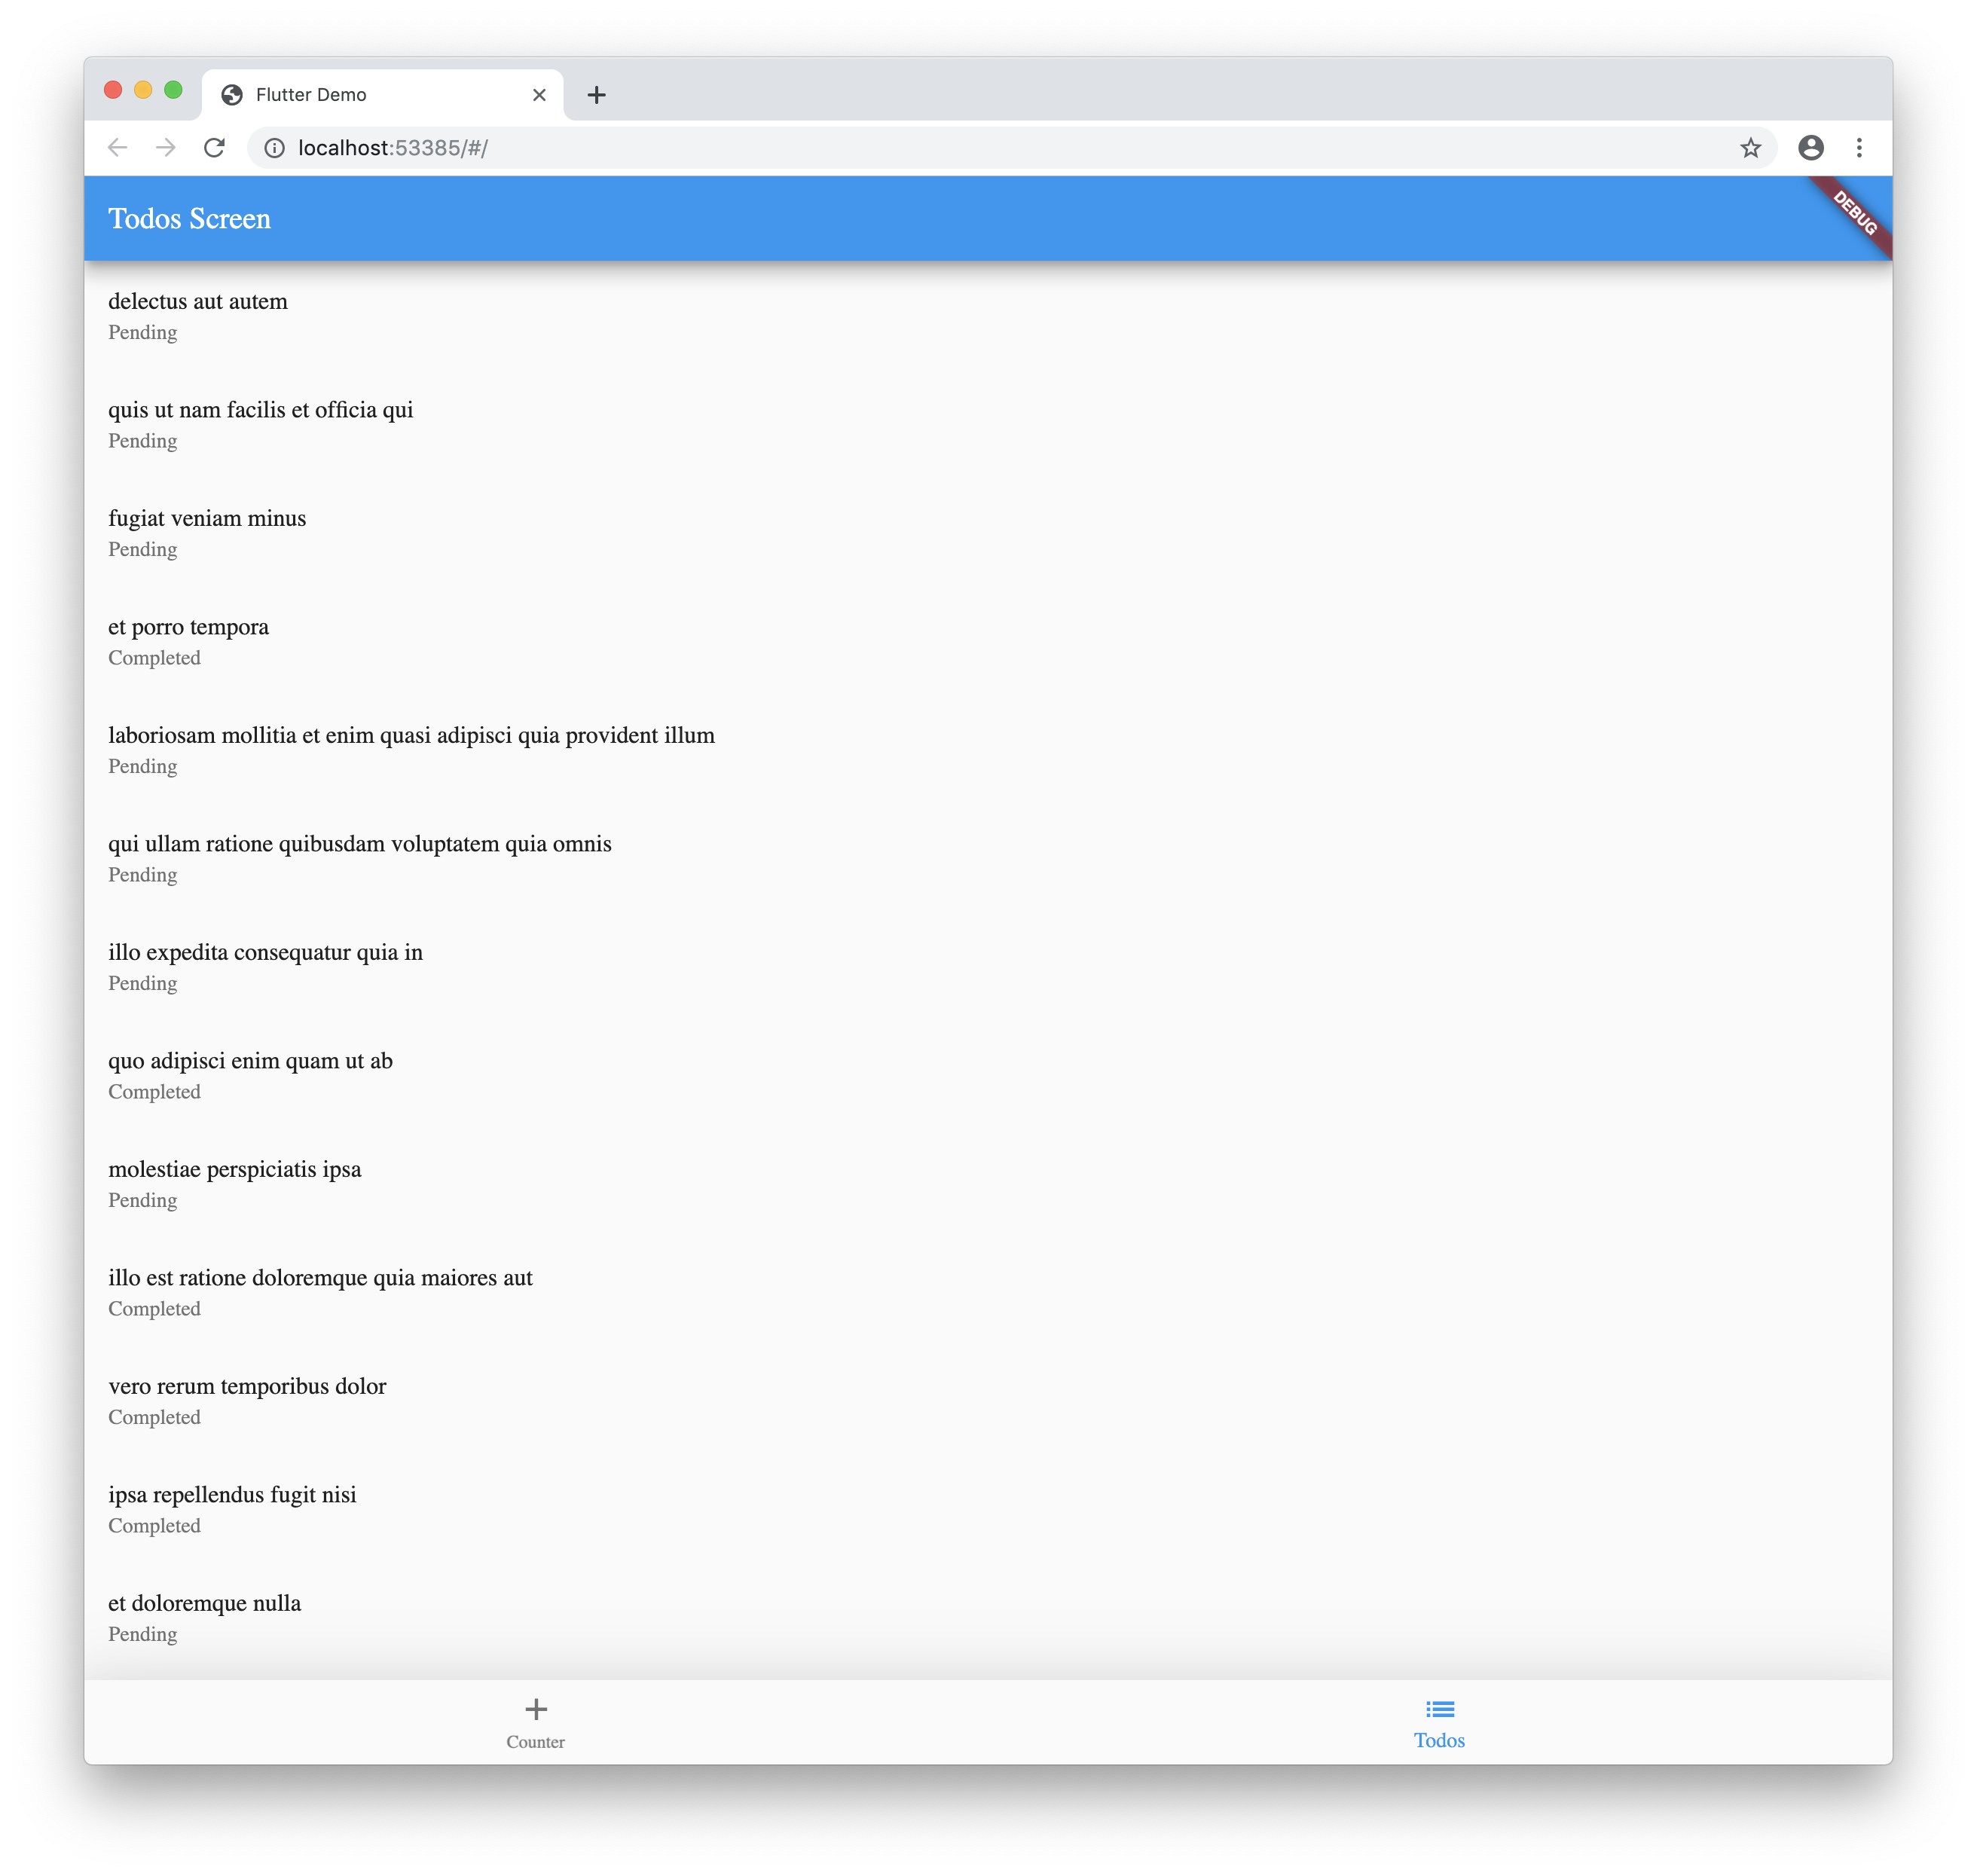 Flutter Demo
localhost:53385/#/
Todos Screen
DEBUG
delectus aut autem
Pending
quis ut nam facilis et officia qui
Pending
fugiat veniam minus
Pending
et porro tempora
Completed
laboriosam mollitia et enim quasi adipisci quia provident illum
Pending
qui ullam ratione quibusdam voluptatem quia omnis
Pending
illo expedita consequatur quia in
Pending
quo adipisci enim quam ut ab
Completed
molestiae perspiciatis ipsa
Pending
illo est ratione doloremque quia maiores aut
Completed
vero rerum temporibus dolor
Completed
ipsa repellendus fugit nisi
Completed
et doloremque nulla
Pending
Counter
Todos